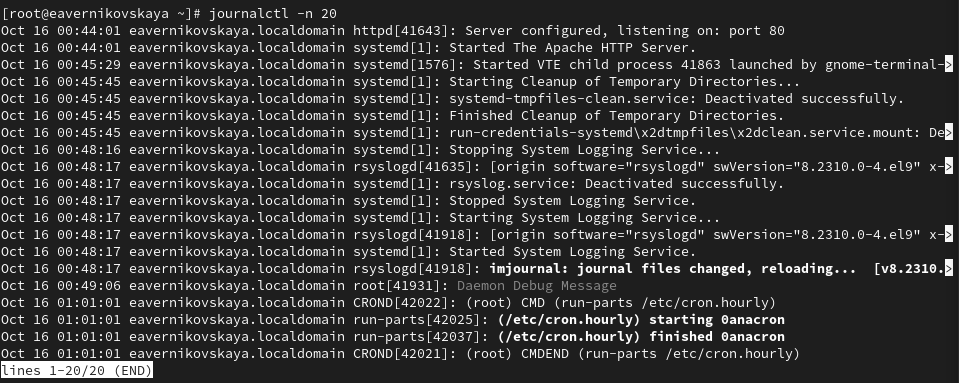 [root@eavernikovskaya ~]# journalctl -n 20
Oct 16 00:44:01 eavernikovskaya.localdomain httpd[41643]: Server configured, listening on: port 80
Oct 16 00:44:01 eavernikovskaya.localdomain systemd[1]: Started The Apache HTTP Server.
Oct 16 00:45:29 eavernikovskaya.localdomain systemd[1576]: Started VTE child process 41863 launched by gnome-terminal->
Oct 16 00:45:45 eavernikovskaya.localdomain systemd[1]: Starting Cleanup of Temporary Directories...
Oct 16 00:45:45 eavernikovskaya.localdomain systemd[1]: systemd-tmpfiles-clean.service: Deactivated successfully.
Oct 16 00:45:45 eavernikovskaya.localdomain systemd[1]: Finished Cleanup of Temporary Directories.
Oct 16 00:45:45 eavernikovskaya.localdomain systemd[1]: run-credentials-systemd\x2dtmpfiles\x2dclean.service.mount: De>
Oct 16 00:48:16 eavernikovskaya.localdomain systemd[1]: Stopping System Logging Service...
Oct 16 00:48:17 eavernikovskaya.localdomain rsyslogd[41635]: [origin software="rsyslogd" swVersion="8.2310.0-4.el9" x->
Oct 16 00:48:17 eavernikovskaya.localdomain systemd[1]: rsyslog.service: Deactivated successfully.
Oct 16 00:48:17 eavernikovskaya.localdomain systemd[1]: Stopped System Logging Service.
Oct 16 00:48:17 eavernikovskaya.localdomain systemd[1]: Starting System Logging Service...
Oct 16 00:48:17 eavernikovskaya.localdomain rsyslogd[41918]: [origin software="rsyslogd" swVersion="8.2310.0-4.el9" x->
Oct 16 00:48:17 eavernikovskaya.localdomain systemd[1]: Started System Logging Service.
Oct 16 00:48:17 eavernikovskaya.localdomain rsyslogd[41918]: imjournal: journal files changed, reloading...  [v8.2310.>
Oct 16 00:49:06 eavernikovskaya.localdomain root[41931]: Daemon Debug Message
Oct 16 01:01:01 eavernikovskaya.localdomain CROND[42022]: (root) CMD (run-parts /etc/cron.hourly)
Oct 16 01:01:01 eavernikovskaya.localdomain run-parts[42025]: (/etc/cron.hourly) starting 0anacron
Oct 16 01:01:01 eavernikovskaya.localdomain run-parts[42037]: (/etc/cron.hourly) finished 0anacron
Oct 16 01:01:01 eavernikovskaya.localdomain CROND[42021]: (root) CMDEND (run-parts /etc/cron.hourly)
lines 1-20/20 (END)